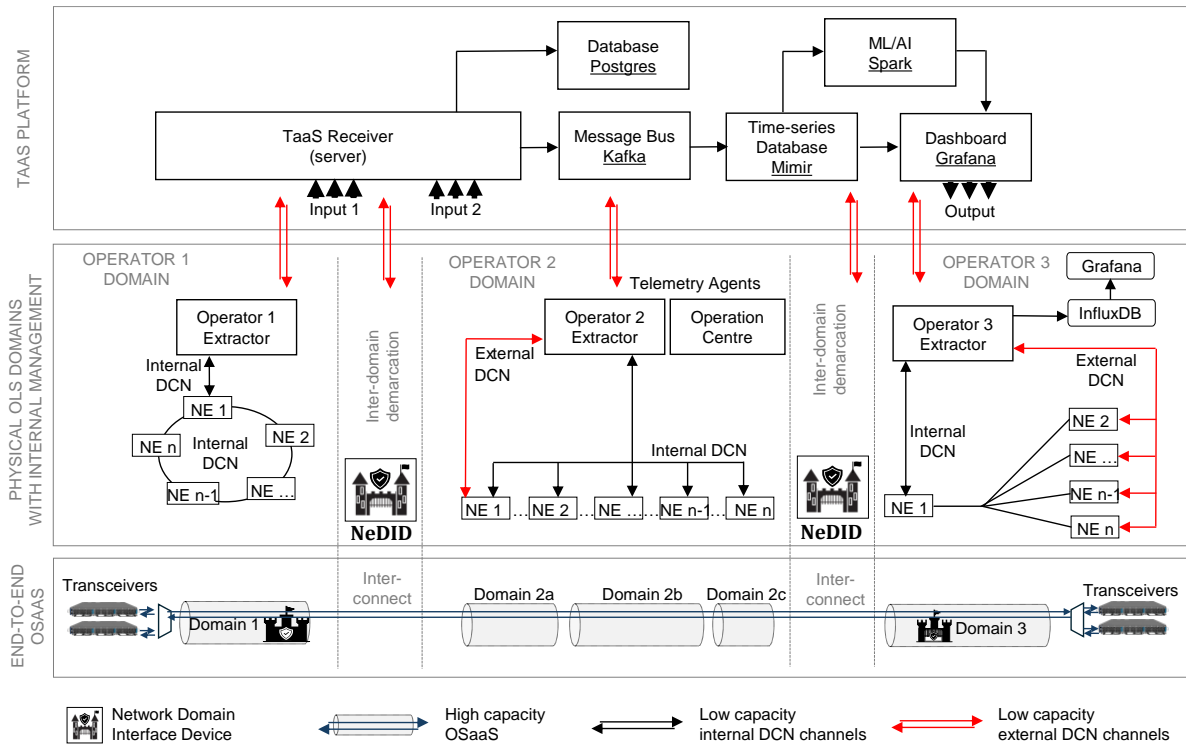 TAAS PLATFORM
Database
Postgres
ML/AI
Spark
TaaS Receiver
(server)
Message Bus
Kafka
Time-series
Database
Mimir
Dashboard
Grafana
Input 1
Input 2
Output
PHYSICAL OLS DOMAINS
WITH INTERNAL MANAGEMENT
OPERATOR 1
DOMAIN
Operator 1
Extractor
Internal
DCN
NE 1
NE 2
NE …
NE n-1
NE n
Internal
DCN
Inter-domain
demarcation
NeDID
OPERATOR 2
DOMAIN
Telemetry Agents
Operator 2
Extractor
Operation
Centre
External
DCN
Internal DCN
NE 1
…
NE 2
…
NE …
…
NE n-1
…
NE n
Inter-domain
demarcation
NeDID
OPERATOR 3
DOMAIN
Grafana
InfluxDB
Operator 3
Extractor
External
DCN
Internal
DCN
NE 1
NE 2
NE …
NE n-1
NE n
END-TO-END
OSAAS
Transceivers
Domain 1
Inter-
connect
Domain 2a
Domain 2b
Domain 2c
Inter-
connect
Domain 3
Transceivers
Network Domain
Interface Device
High capacity
OSaaS
Low capacity
internal DCN channels
Low capacity
external DCN channels